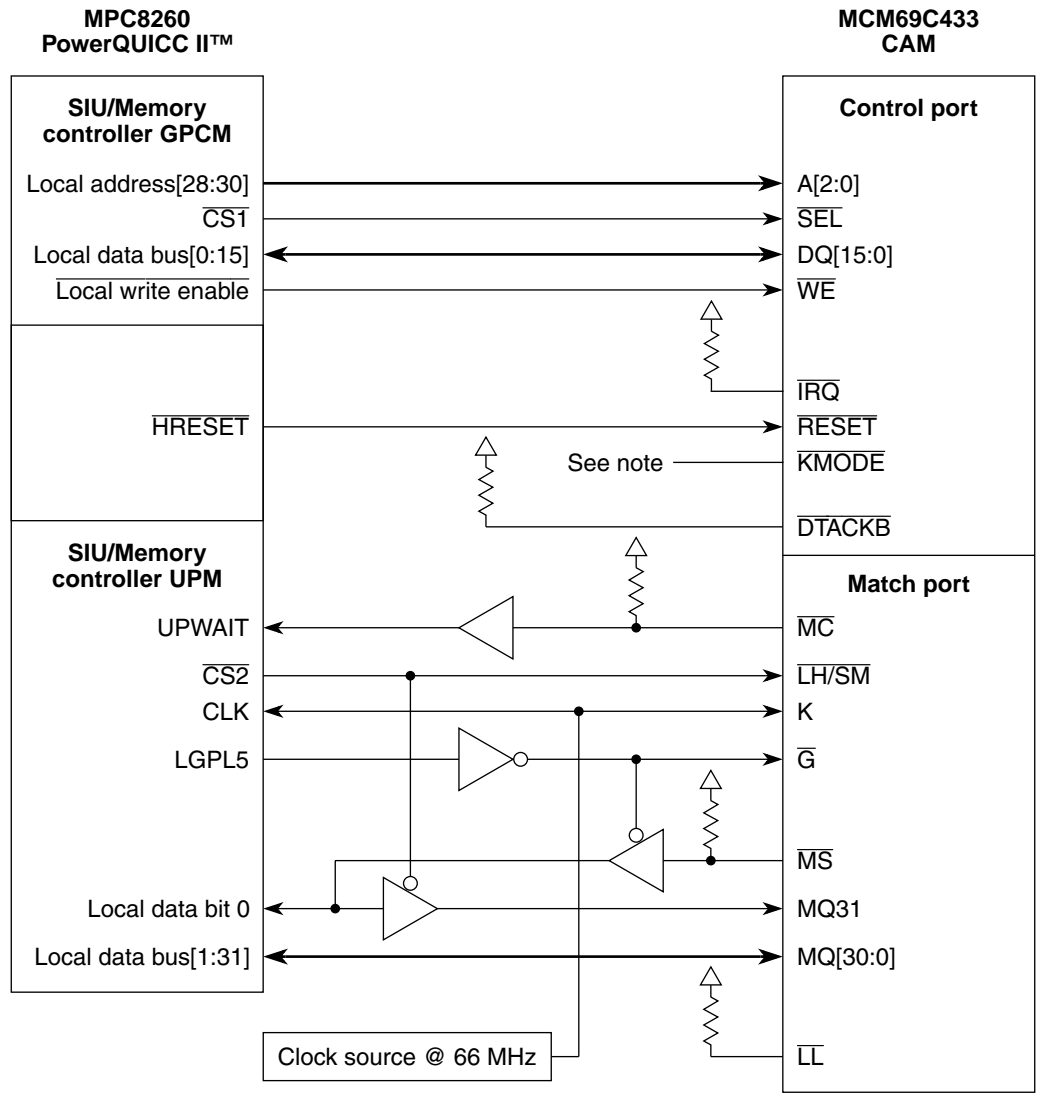 MPC8260
PowerQUICC II™
MCM69C433
CAM
SIU/Memory
controller GPCM
Control port
Local address[28:30]
A[2:0]
CS1
SEL
Local data bus[0:15]
DQ[15:0]
Local write enable
WE
IRQ
HRESET
RESET
See note
KMODE
DTACKB
SIU/Memory
controller UPM
Match port
UPWAIT
MC
CS2
LH/SM
CLK
K
LGPL5
G
MS
Local data bit 0
MQ31
Local data bus[1:31]
MQ[30:0]
Clock source @ 66 MHz
LL